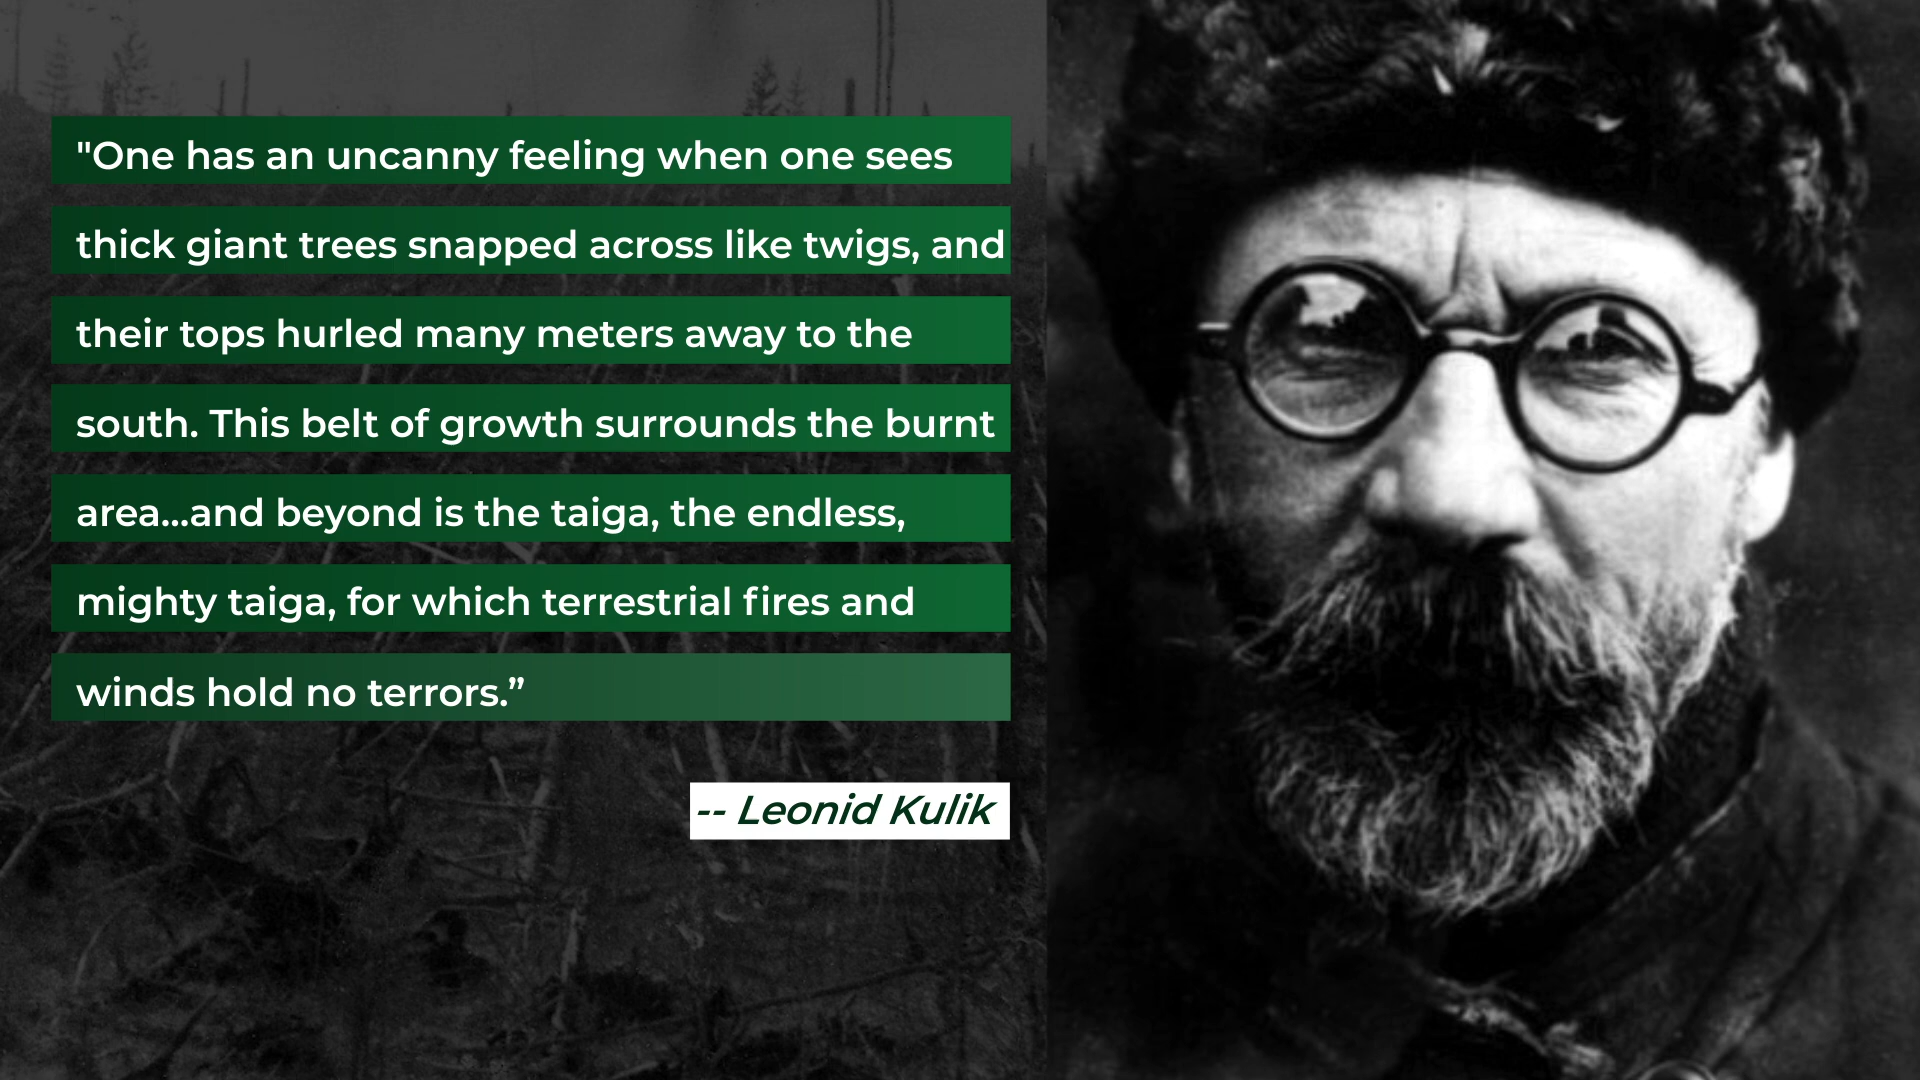 "One has an uncanny feeling when one sees
thick giant trees snapped across like twigs, and
their tops hurled many meters away to the
south. This belt of growth surrounds the burnt
area...and beyond is the taiga, the endless,
mighty taiga, for which terrestrial fires and
winds hold no terrors.”
-- Leonid Kulik